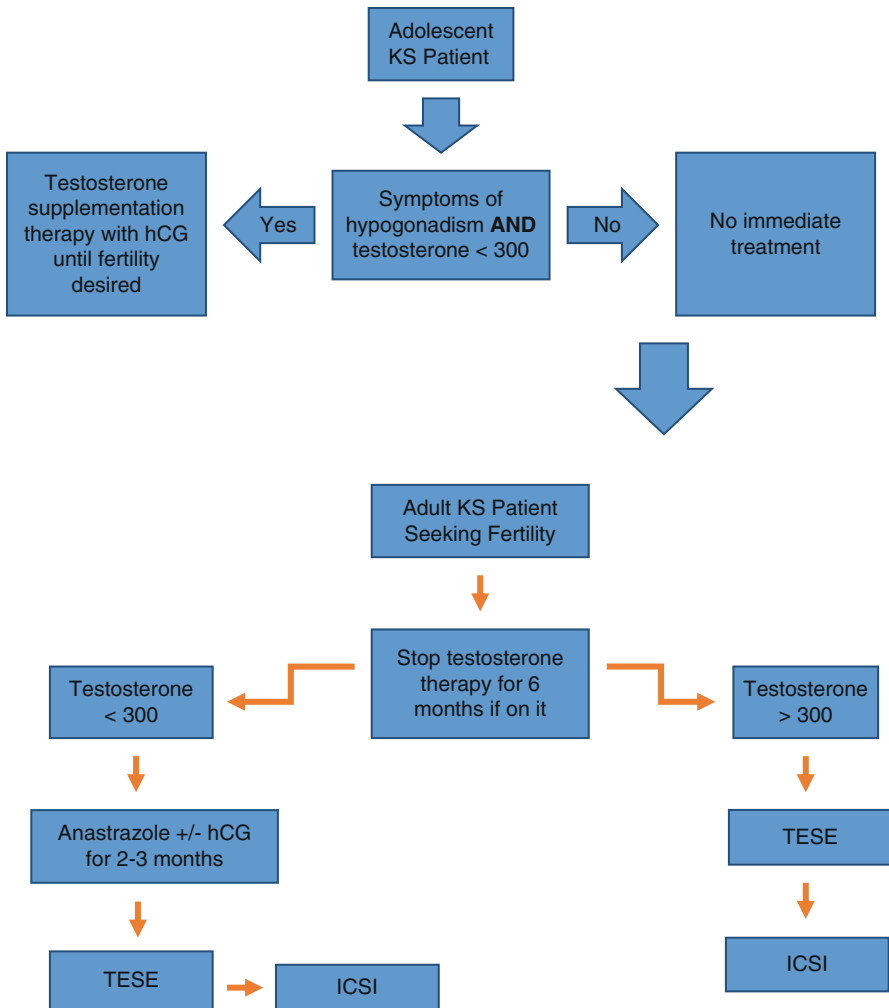 Adolescent
KS Patient
Testosterone
supplementation
therapy with hCG
until fertility
desired
Yes
Symptoms of
hypogonadism AND
testosterone < 300
No
No immediate
treatment
Adult KS Patient
Seeking Fertility
Stop testosterone
therapy for 6
months if on it
Testosterone
< 300
Testosterone
> 300
Anastrazole +/- hCG
for 2-3 months
TESE
TESE
ICSI
ICSI